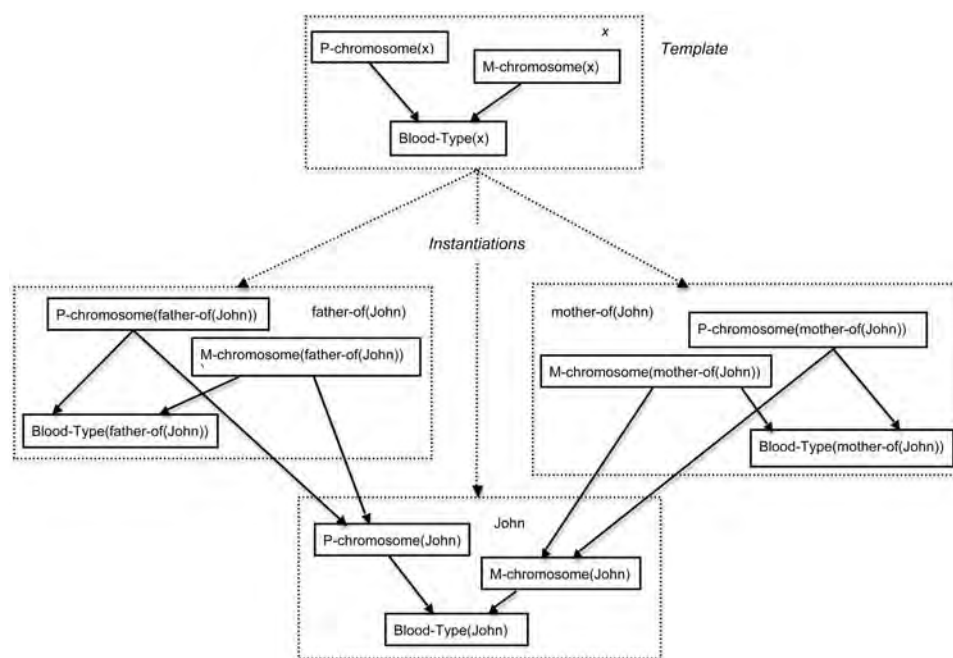 x
Template
P-chromosome(x)
M-chromosome(x)
Blood-Type(x)
Instantiations
P-chromosome(father-of(John))
father-of(John)
M-chromosome(father-of(John))
Blood-Type(father-of(John))
mother-of(John)
P-chromosome(mother-of(John))
M-chromosome(mother-of(John))
Blood-Type(mother-of(John))
John
P-chromosome(John)
M-chromosome(John)
Blood-Type(John)